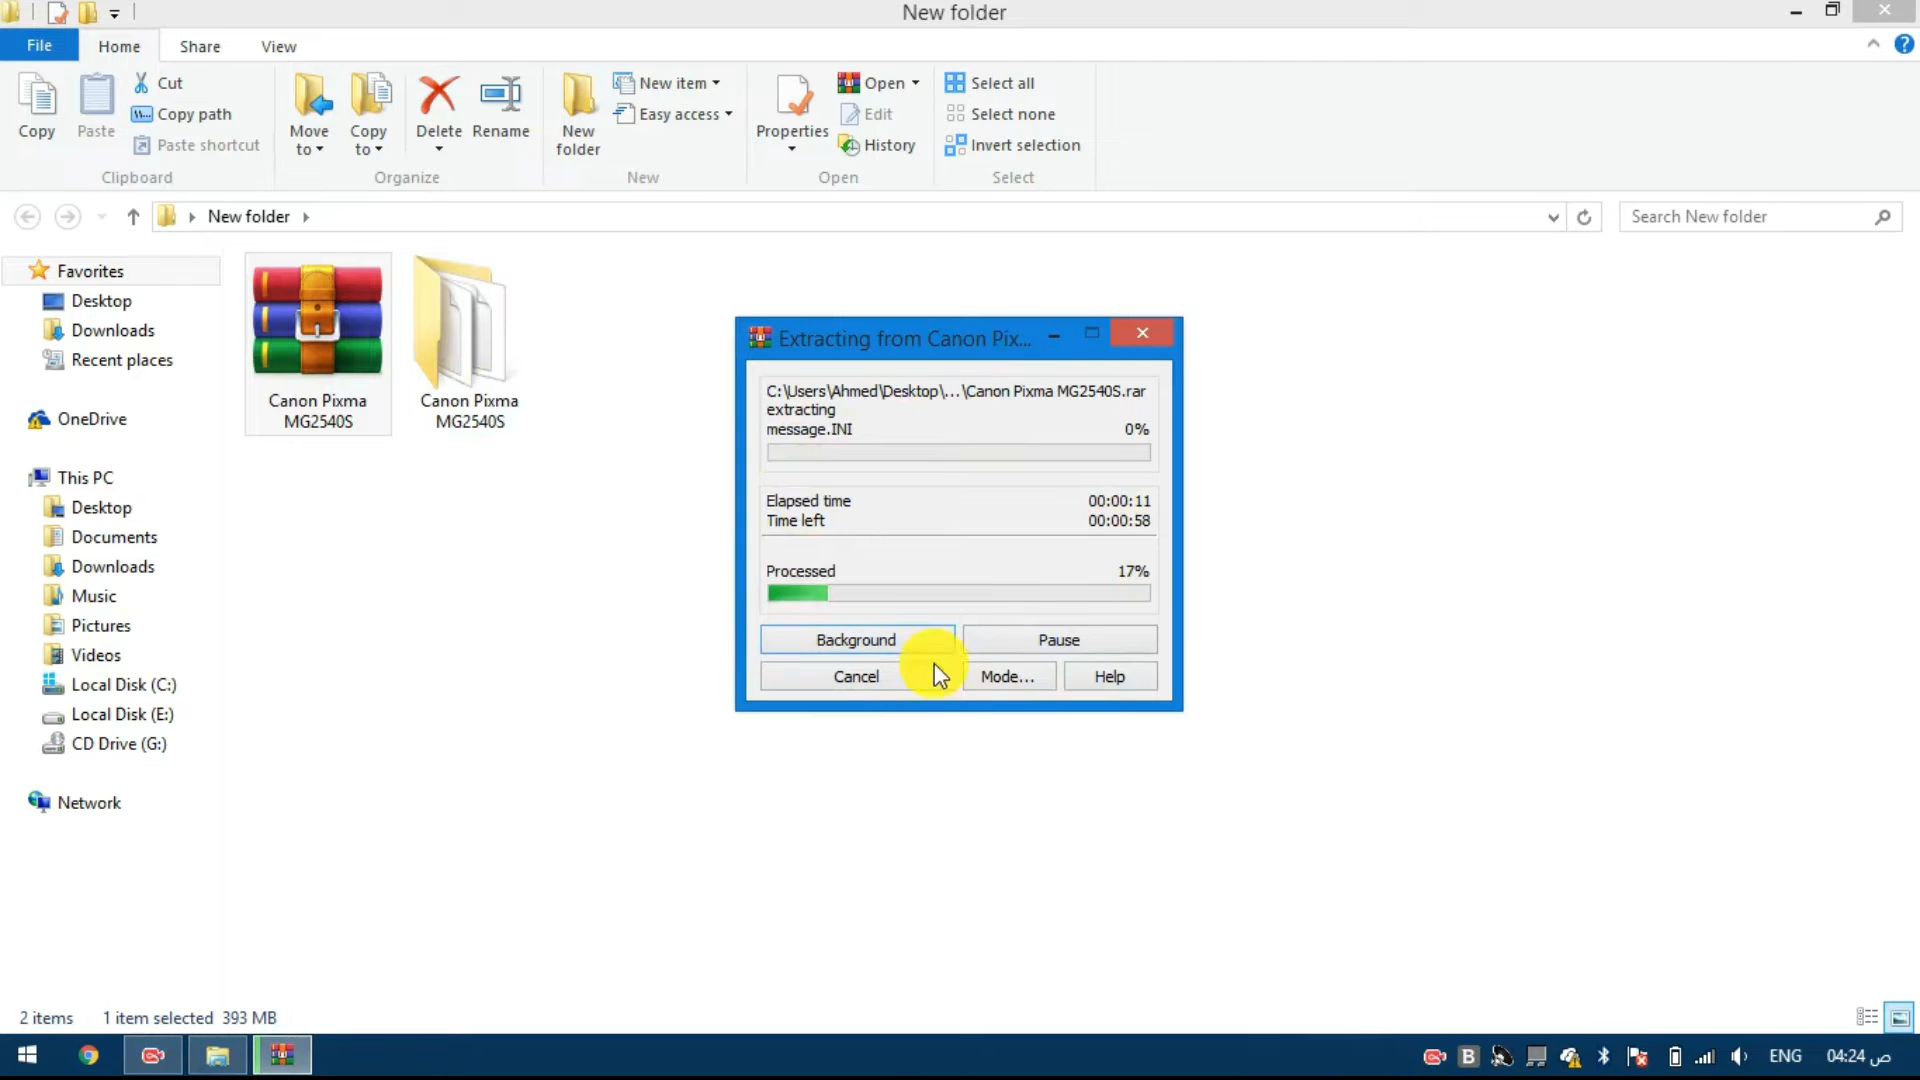 New folder
File
Home
Share
View
Copy
Paste
Cut
Copy path
Paste shortcut
Clipboard
Move to
Copy to
Delete
Rename
Organize
New folder
New item
Easy access
New
Properties
Open
Edit
History
Open
Select all
Select none
Invert selection
Select
New folder
Search New folder
Favorites
Desktop
Downloads
Recent places
OneDrive
This PC
Desktop
Documents
Downloads
Music
Pictures
Videos
Local Disk (C:)
Local Disk (E:)
CD Drive (G:)
Network
Canon Pixma
MG2540S
Canon Pixma
MG2540S
Extracting from Canon Pix...
C:\Users\Ahmed\Desktop\...\Canon Pixma MG2540S.rar
extracting
message.INI 0%
Elapsed time 00:00:11
Time left 00:00:58
Processed 17%
Background
Pause
Cancel
Mode...
Help
2 items 1 item selected 393 MB
B
ENG
04:24 ص